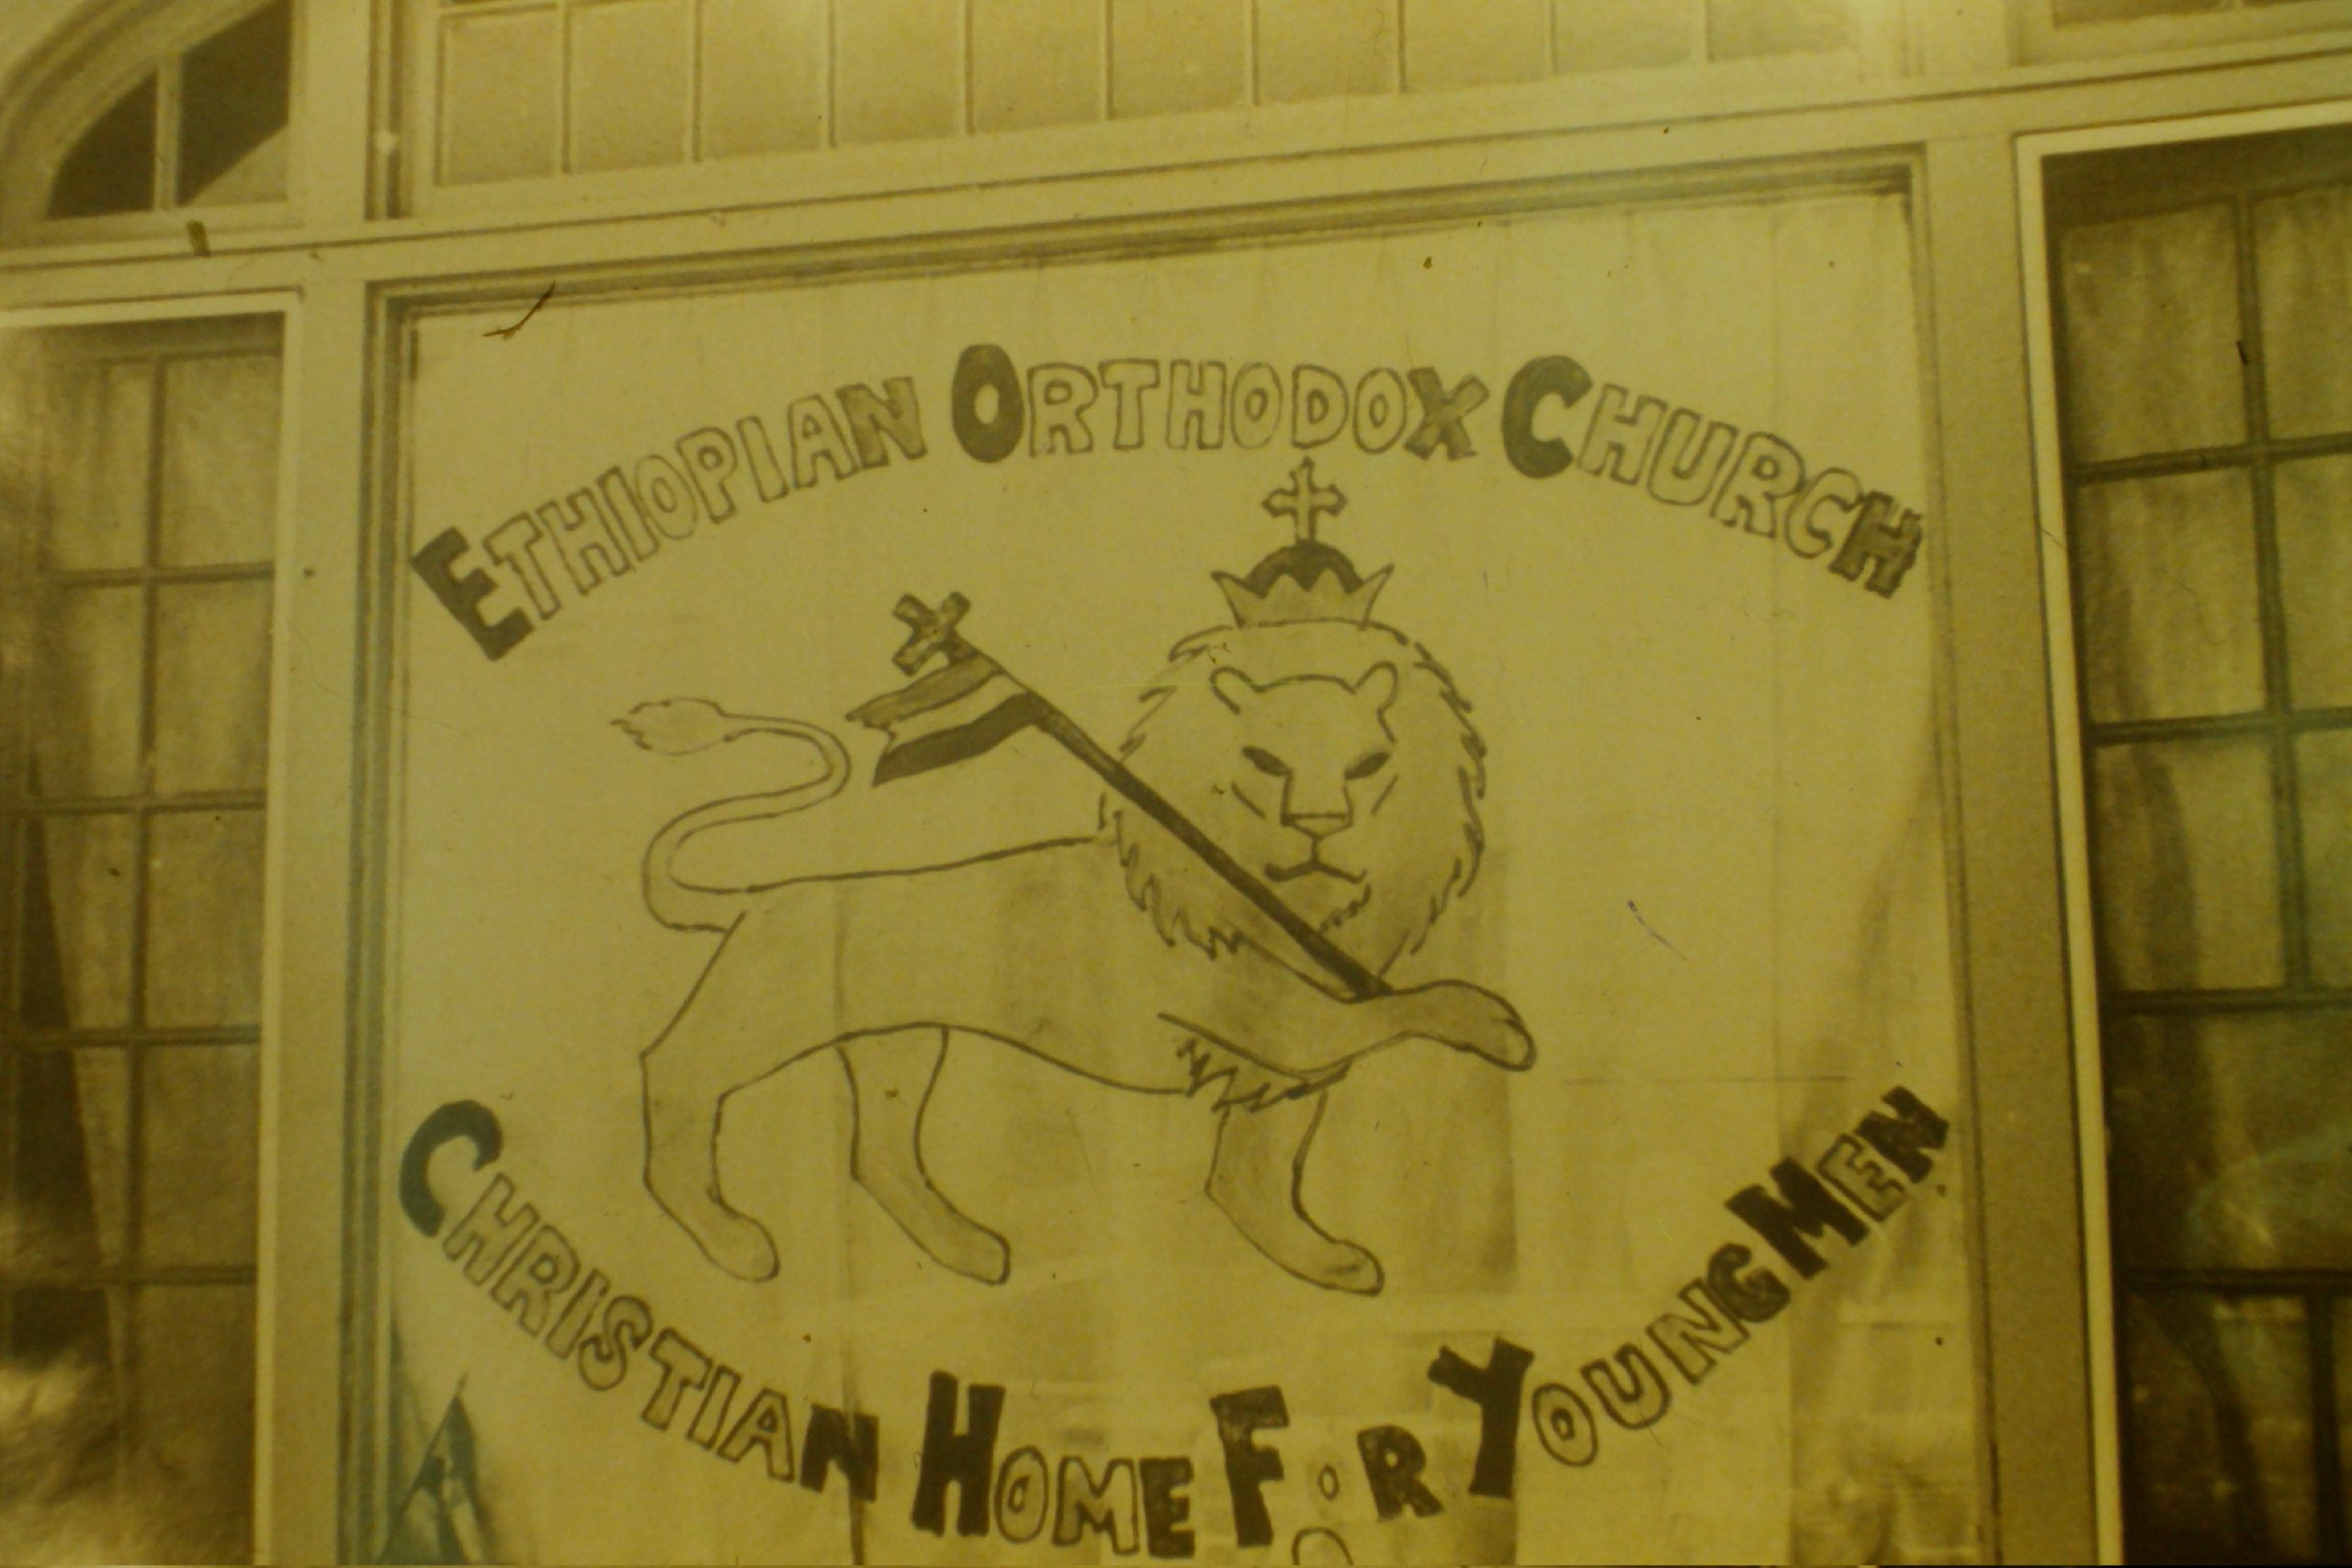 ETHIOPIAN ORTHODOX CHURCH
CHRISTIAN HOME FOR YOUNG MEN